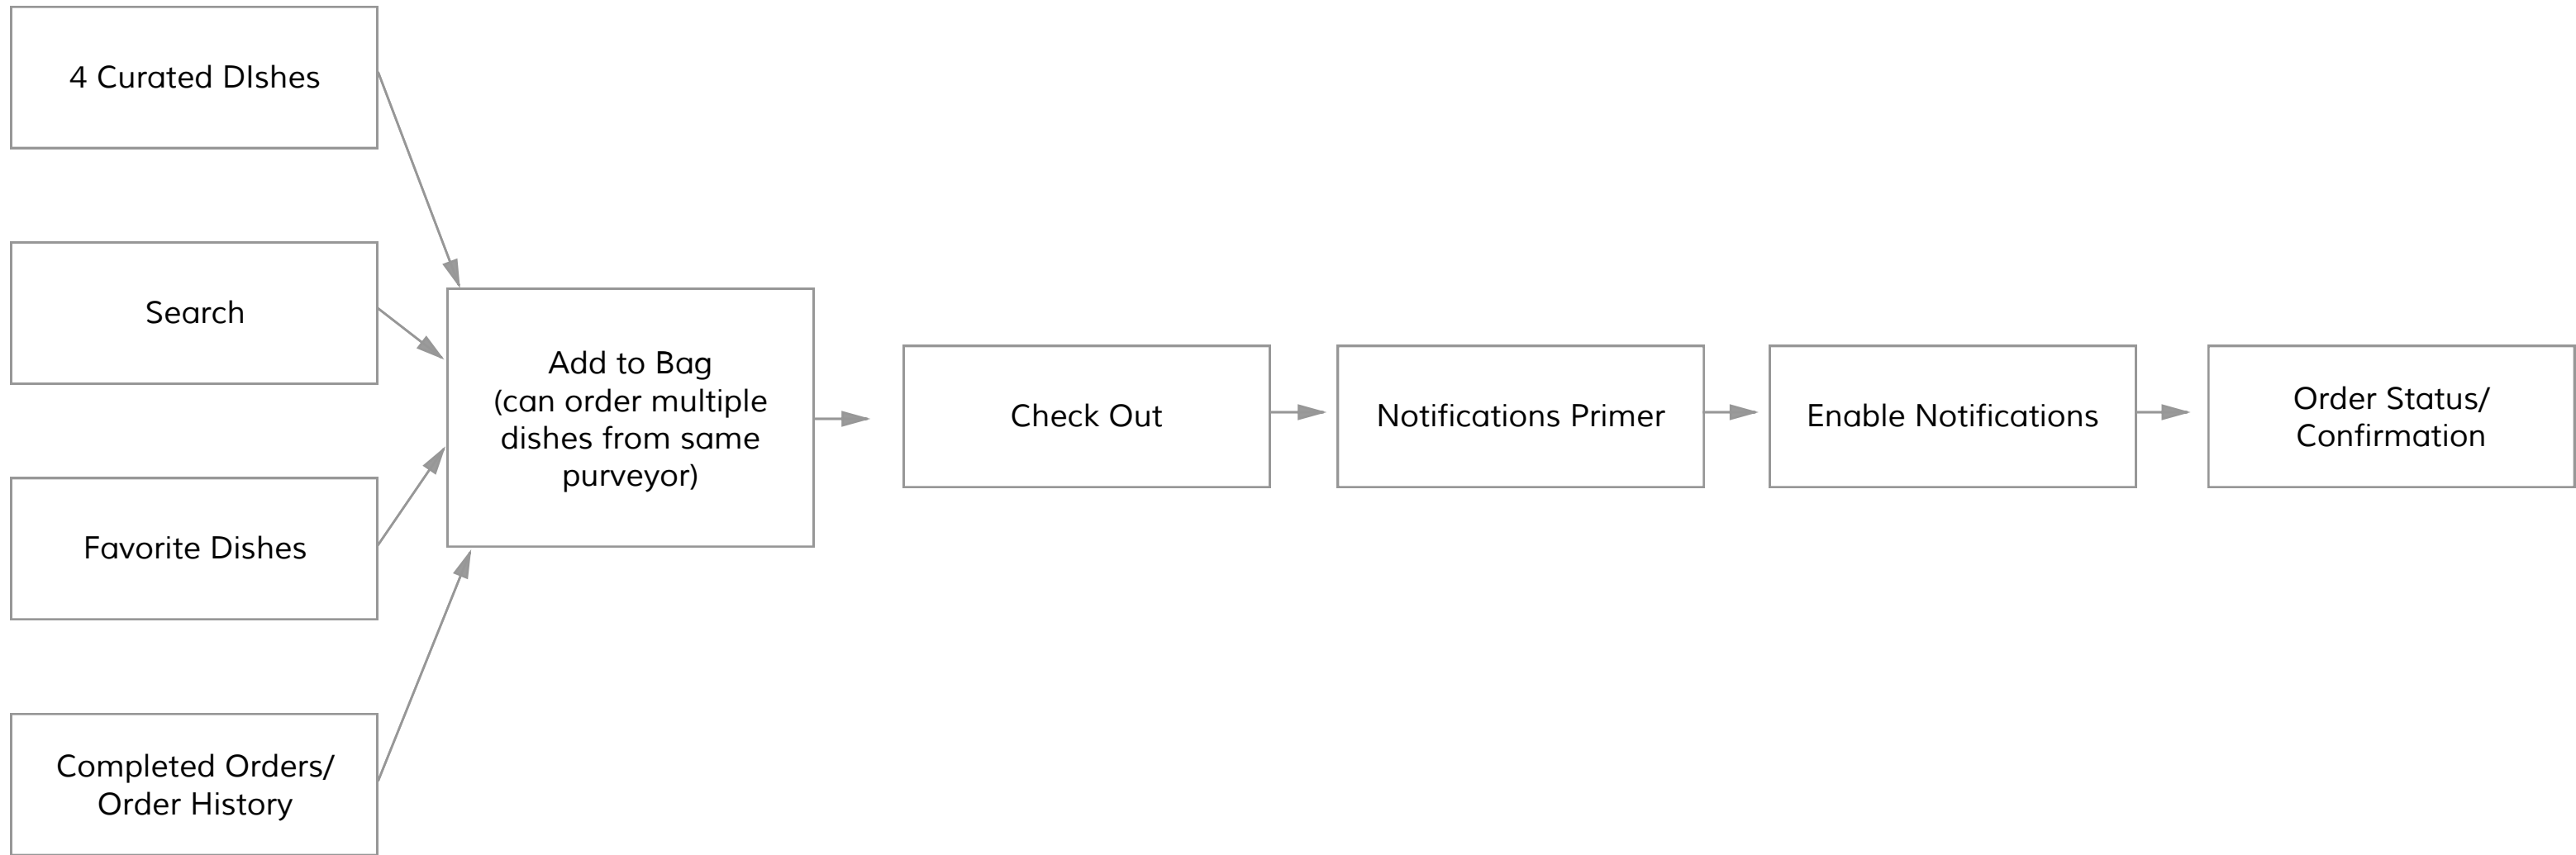 4 Curated DIshes
Search
Favorite Dishes
Completed Orders/
Order History
Add to Bag
(can order multiple
dishes from same
purveyor)
Check Out
Notifications Primer
Enable Notifications
Order Status/
Confirmation